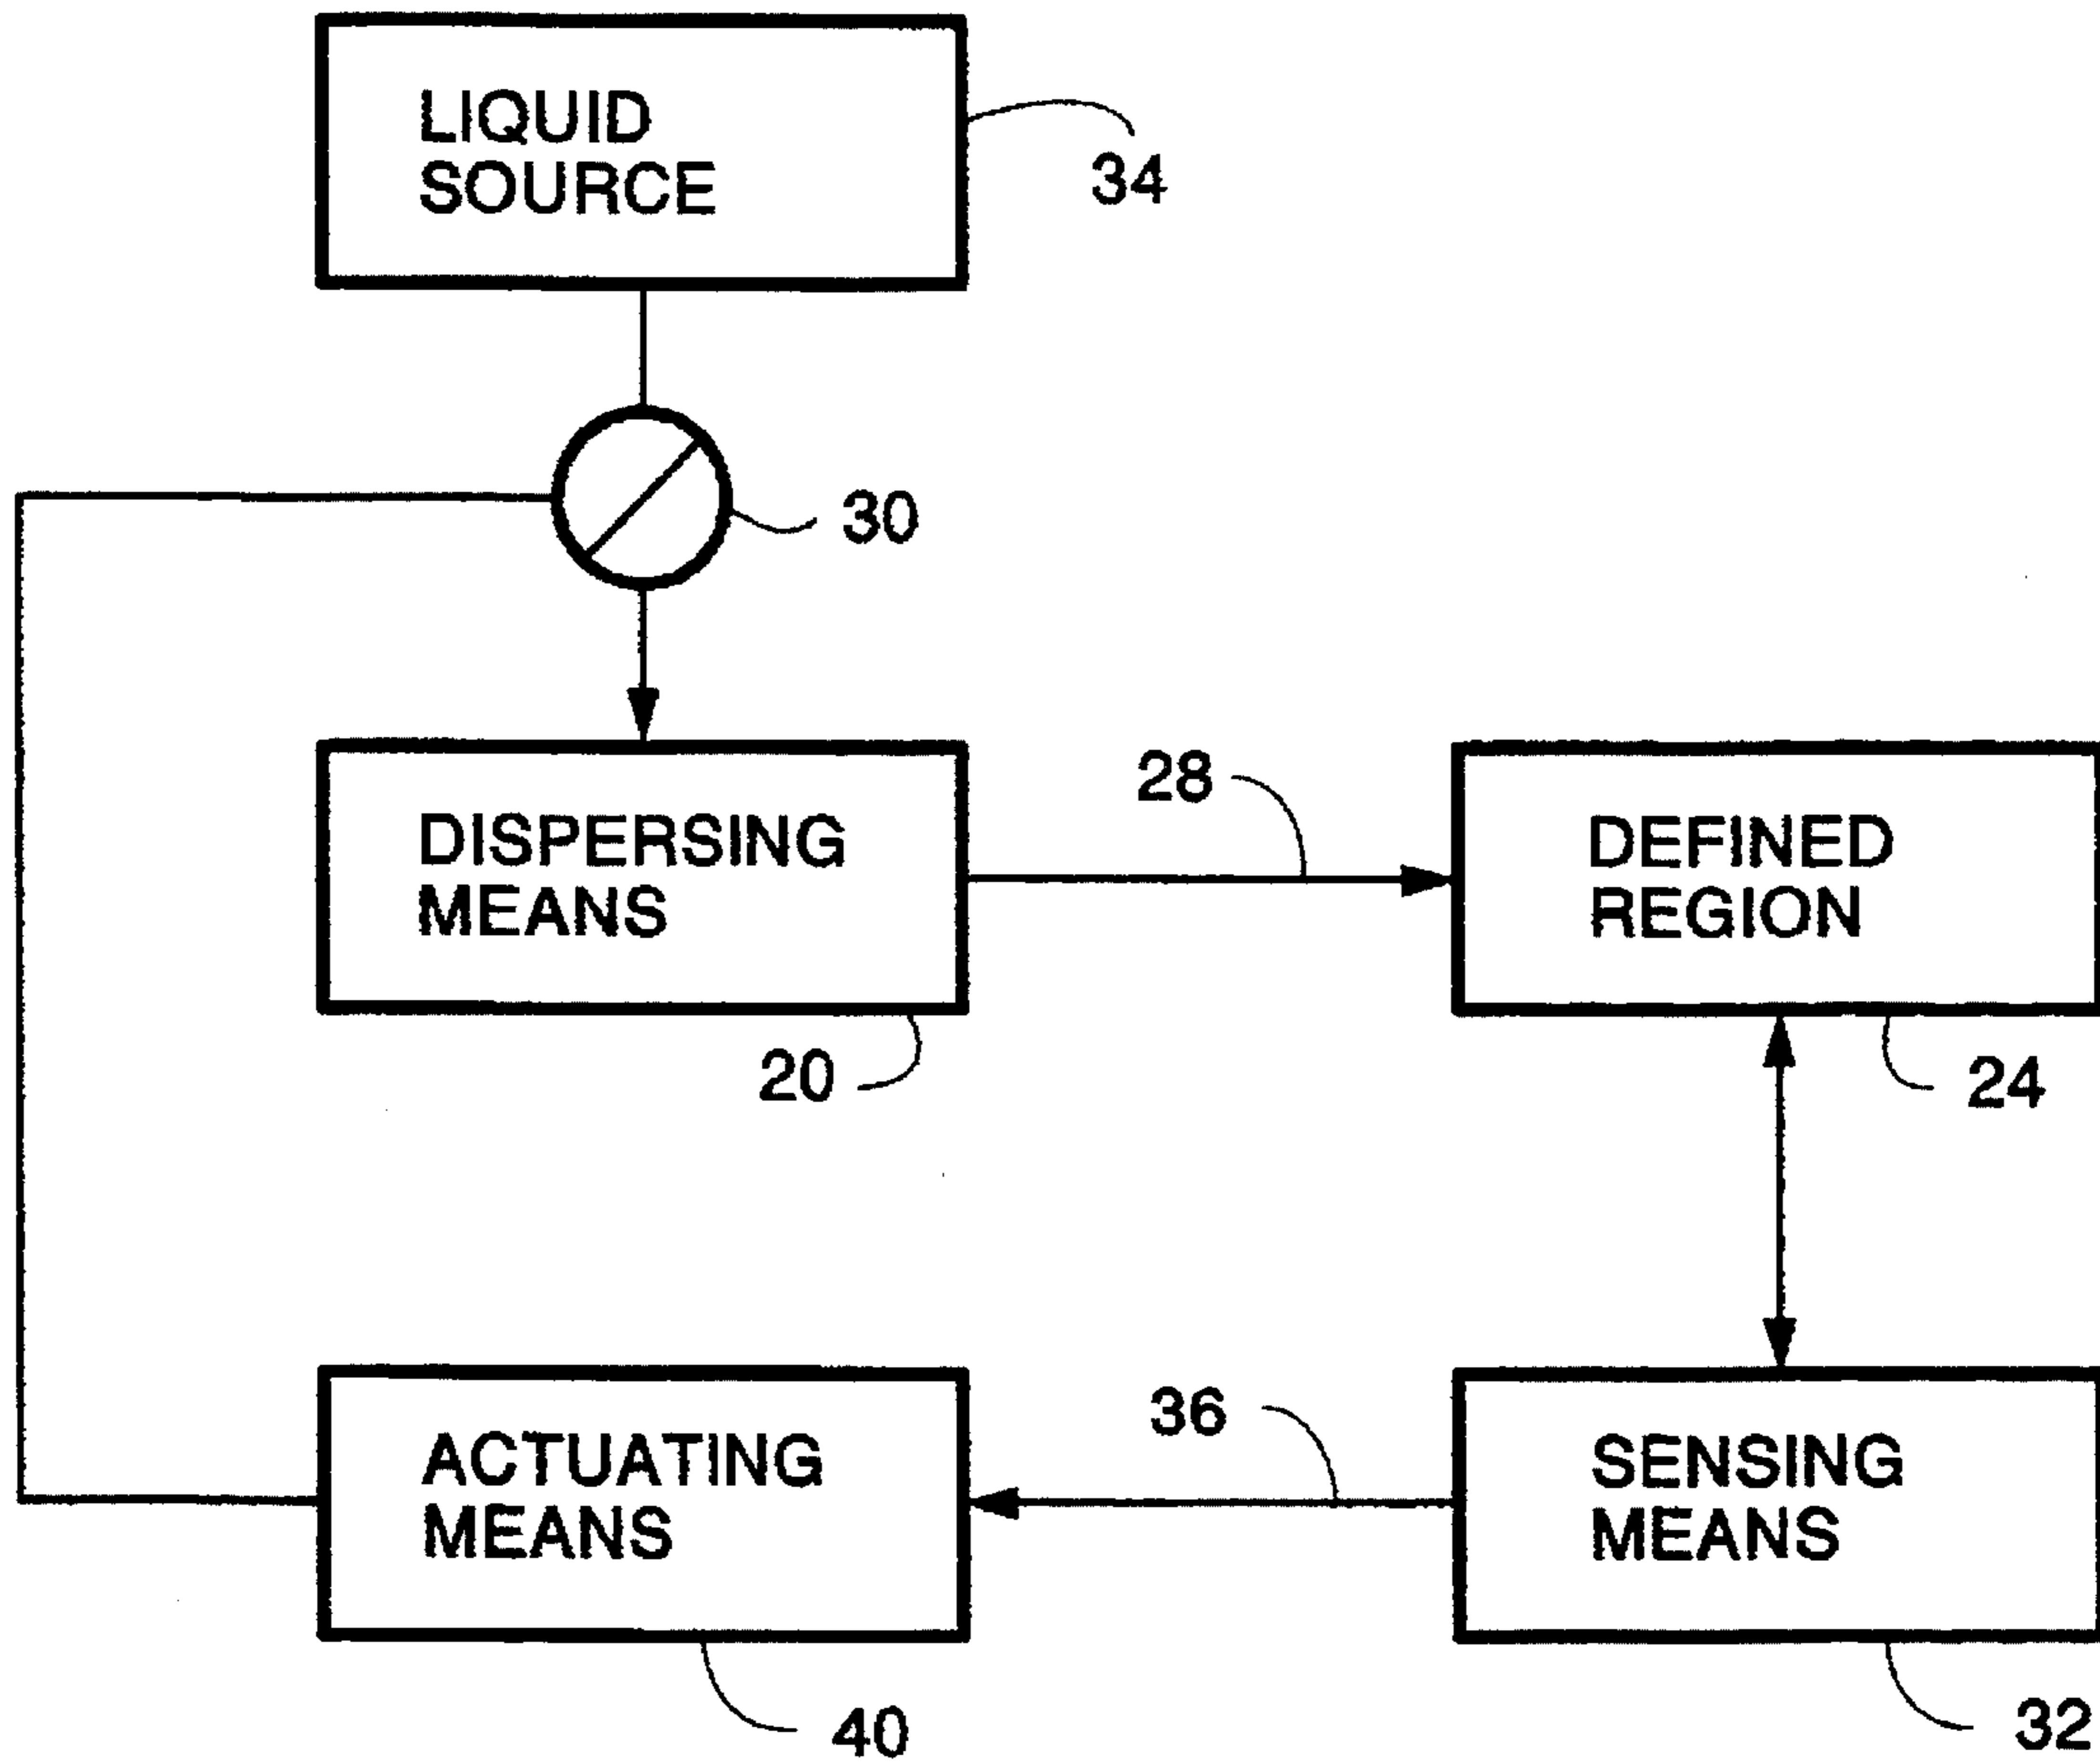 LIQUID
SOURCE
34
30
DISPERSING
MEANS
28
DEFINED
REGION
20
24
ACTUATING
MEANS
36
SENSING
MEANS
40
32